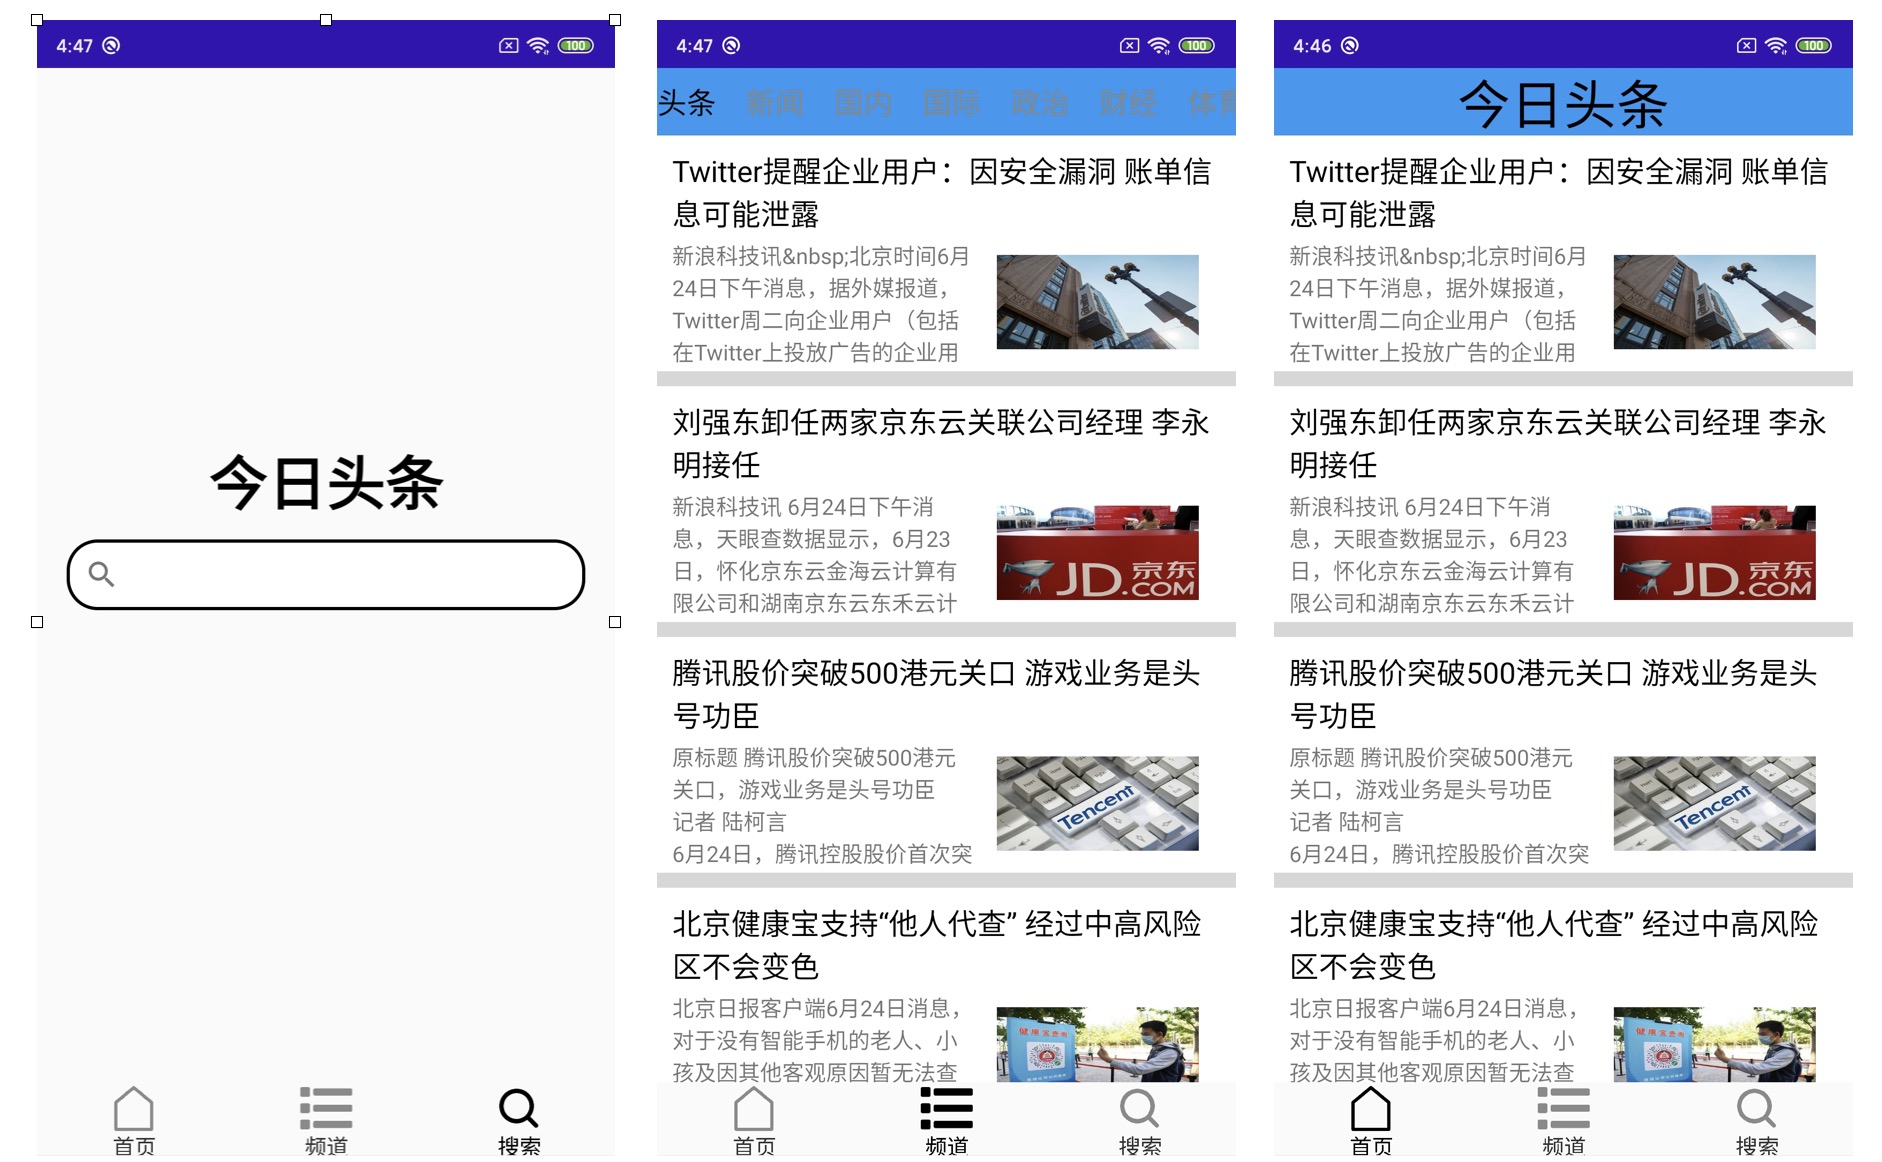 4:47
100
今日头条
首页
频道
搜索
4:47
100
头条 新闻 国内 国际 政治 财经 体育
Twitter提醒企业用户：因安全漏洞 账单信
息可能泄露
新浪科技讯&nbsp;北京时间6月
24日下午消息，据外媒报道，
Twitter周二向企业用户（包括
在Twitter上投放广告的企业用
刘强东卸任两家京东云关联公司经理 李永
明接任
新浪科技讯 6月24日下午消
息，天眼查数据显示，6月23
日，怀化京东云金海云计算有
限公司和湖南京东云东禾云计
JD.京东
.COM
腾讯股价突破500港元关口 游戏业务是头
号功臣
原标题 腾讯股价突破500港元
关口，游戏业务是头号功臣
记者 陆柯言
6月24日，腾讯控股股价首次突
Tencent
北京健康宝支持“他人代查” 经过中高风险
区不会变色
北京日报客户端6月24日消息，
对于没有智能手机的老人、小
孩及因其他客观原因暂无法查
健康宝查询
首页
频道
搜索
4:46
100
今日头条
Twitter提醒企业用户：因安全漏洞 账单信
息可能泄露
新浪科技讯&nbsp;北京时间6月
24日下午消息，据外媒报道，
Twitter周二向企业用户（包括
在Twitter上投放广告的企业用
刘强东卸任两家京东云关联公司经理 李永
明接任
新浪科技讯 6月24日下午消
息，天眼查数据显示，6月23
日，怀化京东云金海云计算有
限公司和湖南京东云东禾云计
JD.京东
.COM
腾讯股价突破500港元关口 游戏业务是头
号功臣
原标题 腾讯股价突破500港元
关口，游戏业务是头号功臣
记者 陆柯言
6月24日，腾讯控股股价首次突
Tencent
北京健康宝支持“他人代查” 经过中高风险
区不会变色
北京日报客户端6月24日消息，
对于没有智能手机的老人、小
孩及因其他客观原因暂无法查
健康宝查询
首页
频道
搜索